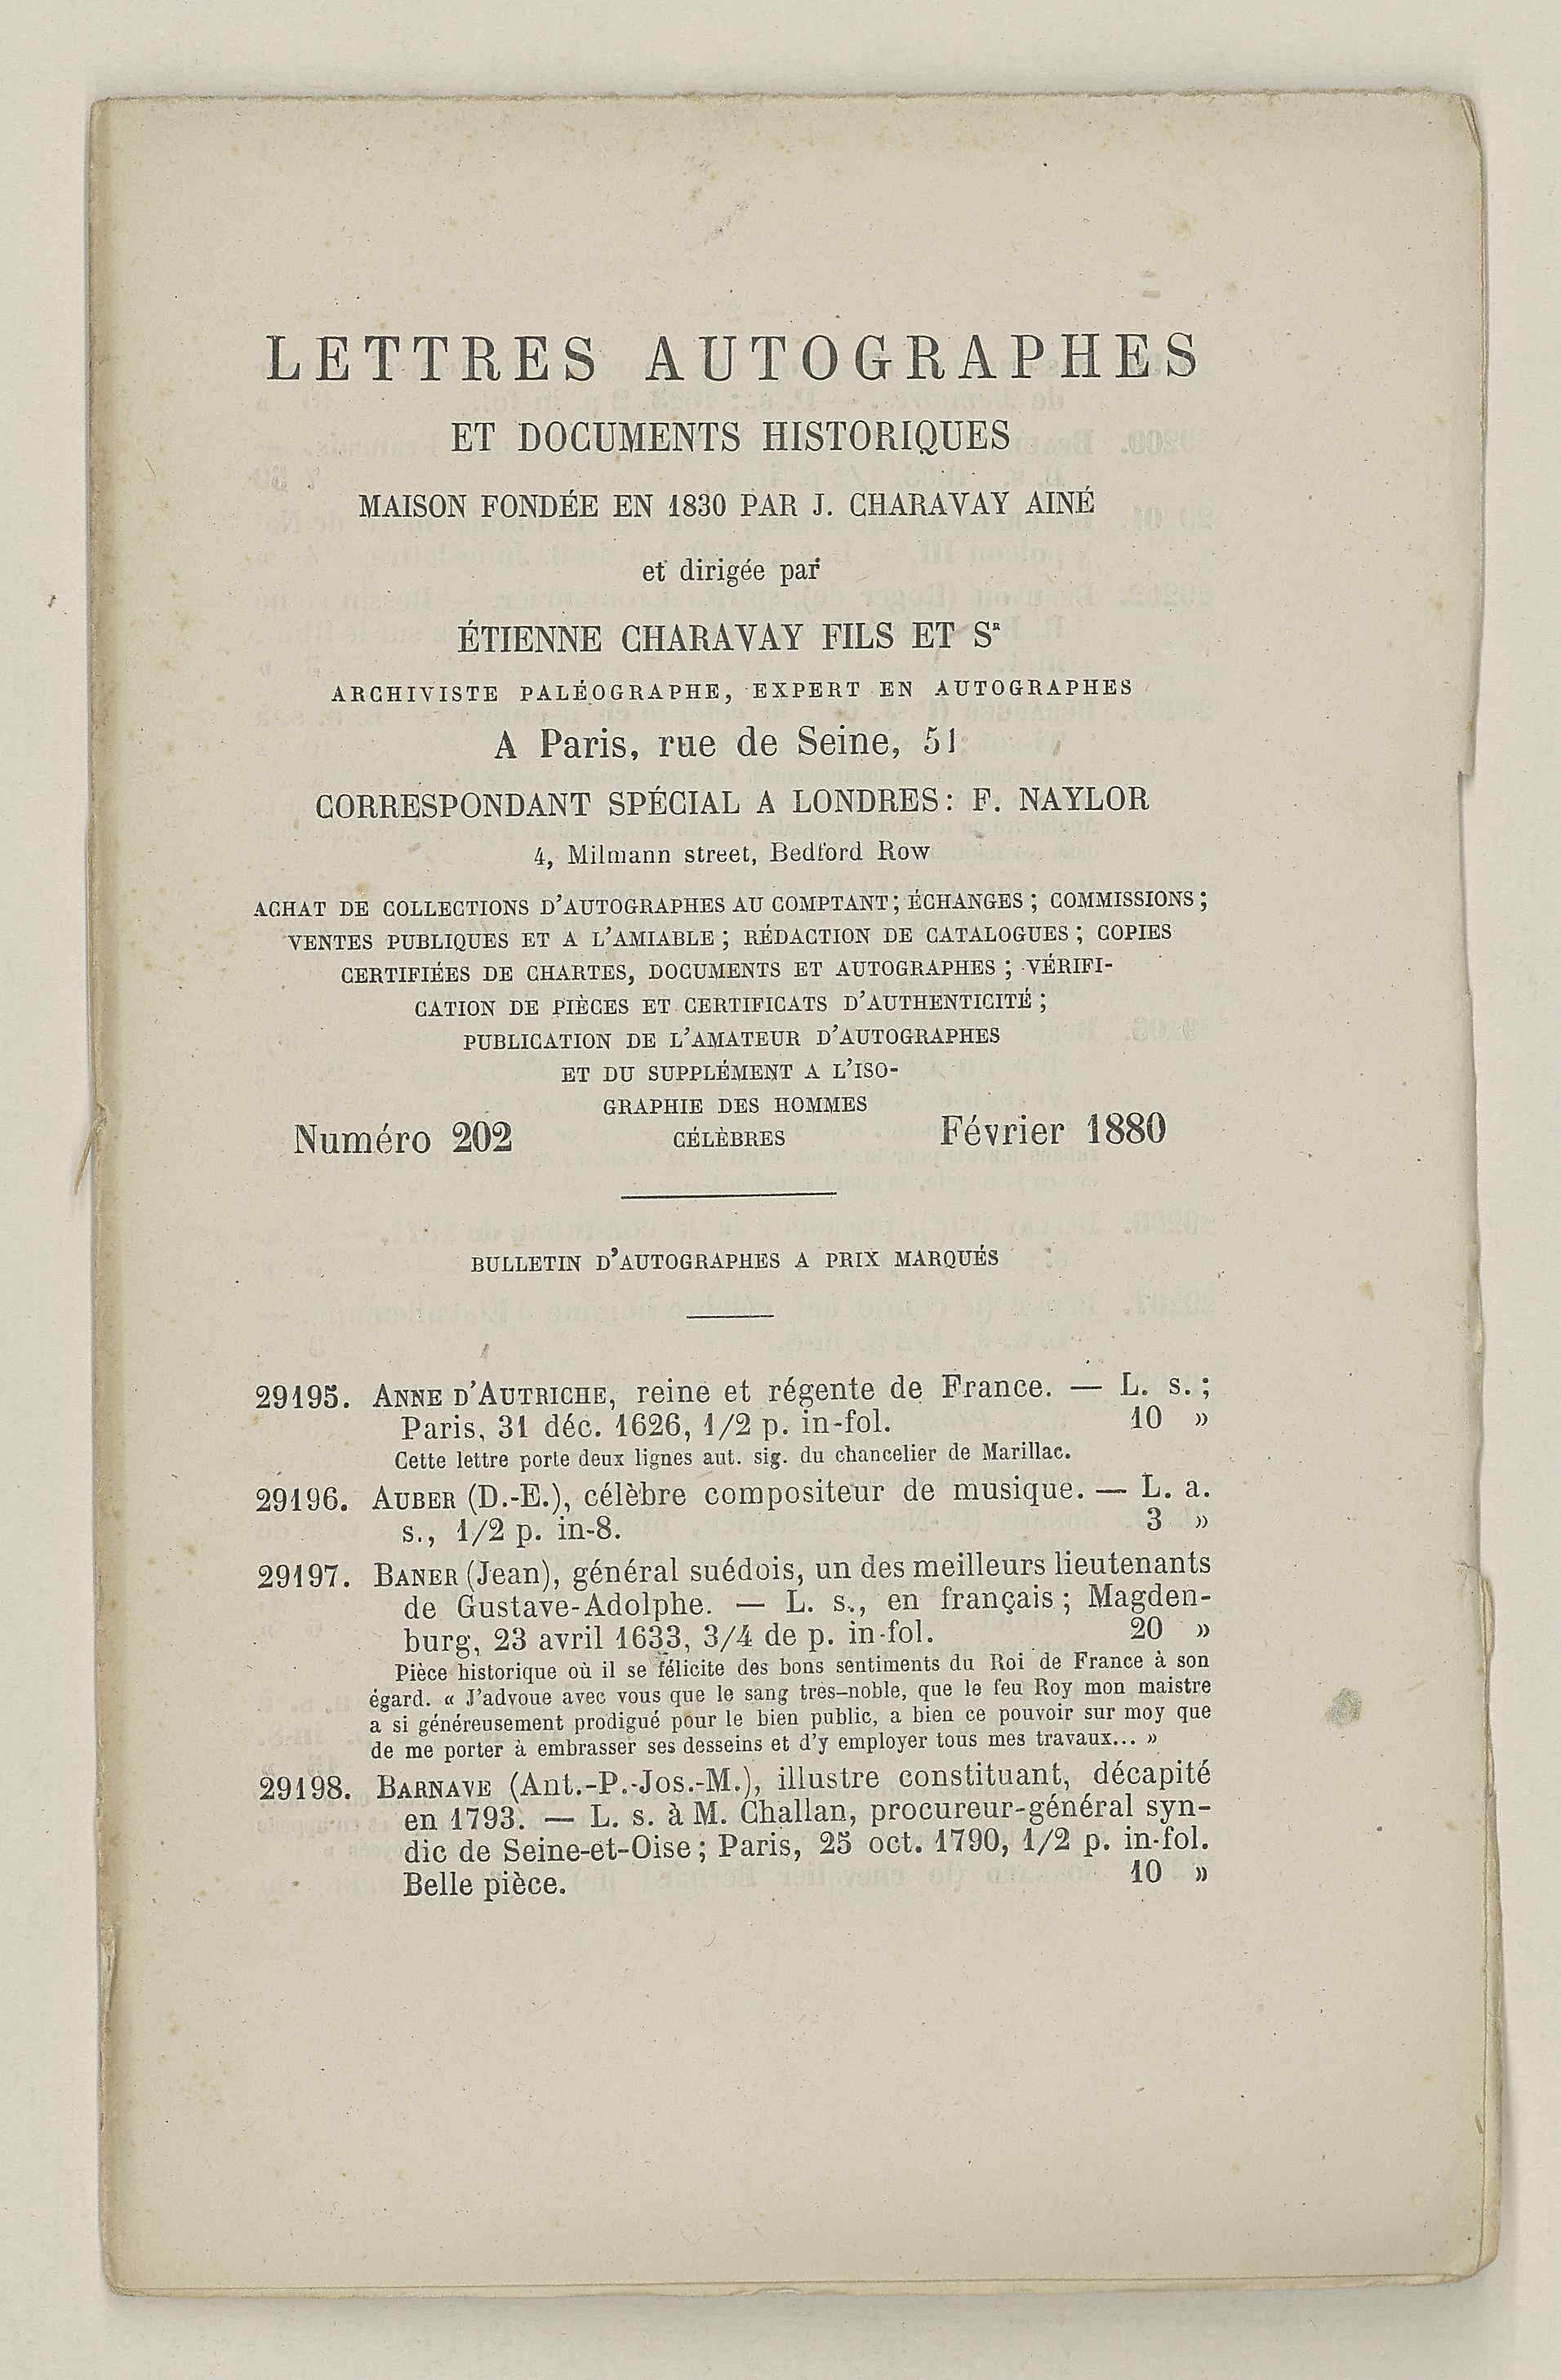 LETTRES AUTOGRAPHES
ET DOCUMENTS HISTORIQUES
MAISON FONDÉE EN 1830 PAR J. CHARAVAY AINÉ
et dirigée par
ÉTIENNE CHARAVAY FILS ET Sʳ
ARCHIVISTE PALÉOGRAPHE, EXPERT EN AUTOGRAPHES
A Paris, rue de Seine, 51
CORRESPONDANT SPÉCIAL A LONDRES: F. NAYLOR
4, Milmann street, Bedford Row
ACHAT DE COLLECTIONS D'AUTOGRAPHES AU COMPTANT; ÉCHANGES; COMMISSIONS;
VENTES PUBLIQUES ET A L'AMIABLE; RÉDACTION DE CATALOGUES; COPIES
CERTIFIÉES DE CHARTES, DOCUMENTS ET AUTOGRAPHES; VÉRIFI-
CATION DE PIÈCES ET CERTIFICATS D'AUTHENTICITÉ;
PUBLICATION DE L'AMATEUR D'AUTOGRAPHES
ET DU SUPPLÉMENT A L'ISO-
GRAPHIE DES HOMMES
CÉLÈBRES
Numéro 202
Février 1880
BULLETIN D'AUTOGRAPHES A PRIX MARQUÉS
29195. ANNE D'AUTRICHE, reine et régente de France. — L. s.;
Paris, 31 déc. 1626, 1/2 p. in-fol. 10 »
Cette lettre porte deux lignes aut. sig. du chancelier de Marillac.
29196. AUBER (D.-E.), célèbre compositeur de musique. — L. a.
s., 1/2 p. in-8. 3 »
29197. BANER (Jean), général suédois, un des meilleurs lieutenants
de Gustave-Adolphe. — L. s., en français; Magden-
burg, 23 avril 1633, 3/4 de p. in-fol. 20 »
Pièce historique où il se félicite des bons sentiments du Roi de France à son
égard. « J'advoue avec vous que le sang très-noble, que le feu Roy mon maistre
a si généreusement prodigué pour le bien public, a bien ce pouvoir sur moy que
de me porter à embrasser ses desseins et d'y employer tous mes travaux... »
29198. BARNAVE (Ant.-P.-Jos.-M.), illustre constituant, décapité
en 1793. — L. s. à M. Challan, procureur-général syn-
dic de Seine-et-Oise; Paris, 25 oct. 1790, 1/2 p. in-fol.
Belle pièce. 10 »